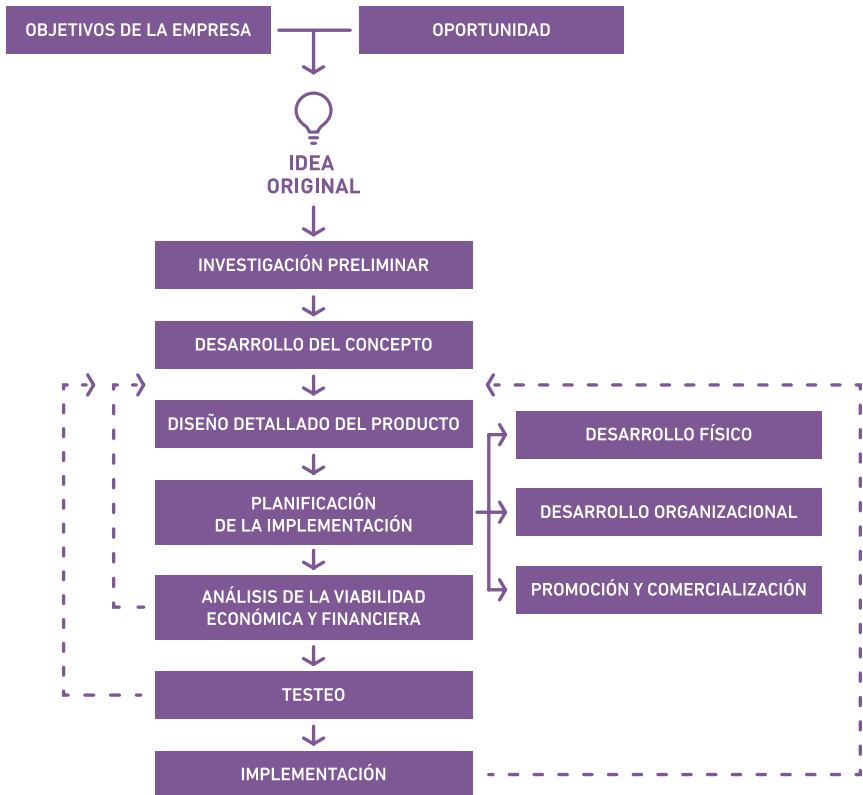 OBJETIVOS DE LA EMPRESA
OPORTUNIDAD
IDEA
ORIGINAL
INVESTIGACIÓN PRELIMINAR
DESARROLLO DEL CONCEPTO
DISEÑO DETALLADO DEL PRODUCTO
PLANIFICACIÓN
DE LA IMPLEMENTACIÓN
DESARROLLO FÍSICO
DESARROLLO ORGANIZACIONAL
PROMOCIÓN Y COMERCIALIZACIÓN
ANÁLISIS DE LA VIABILIDAD
ECONÓMICA Y FINANCIERA
TESTEO
IMPLEMENTACIÓN